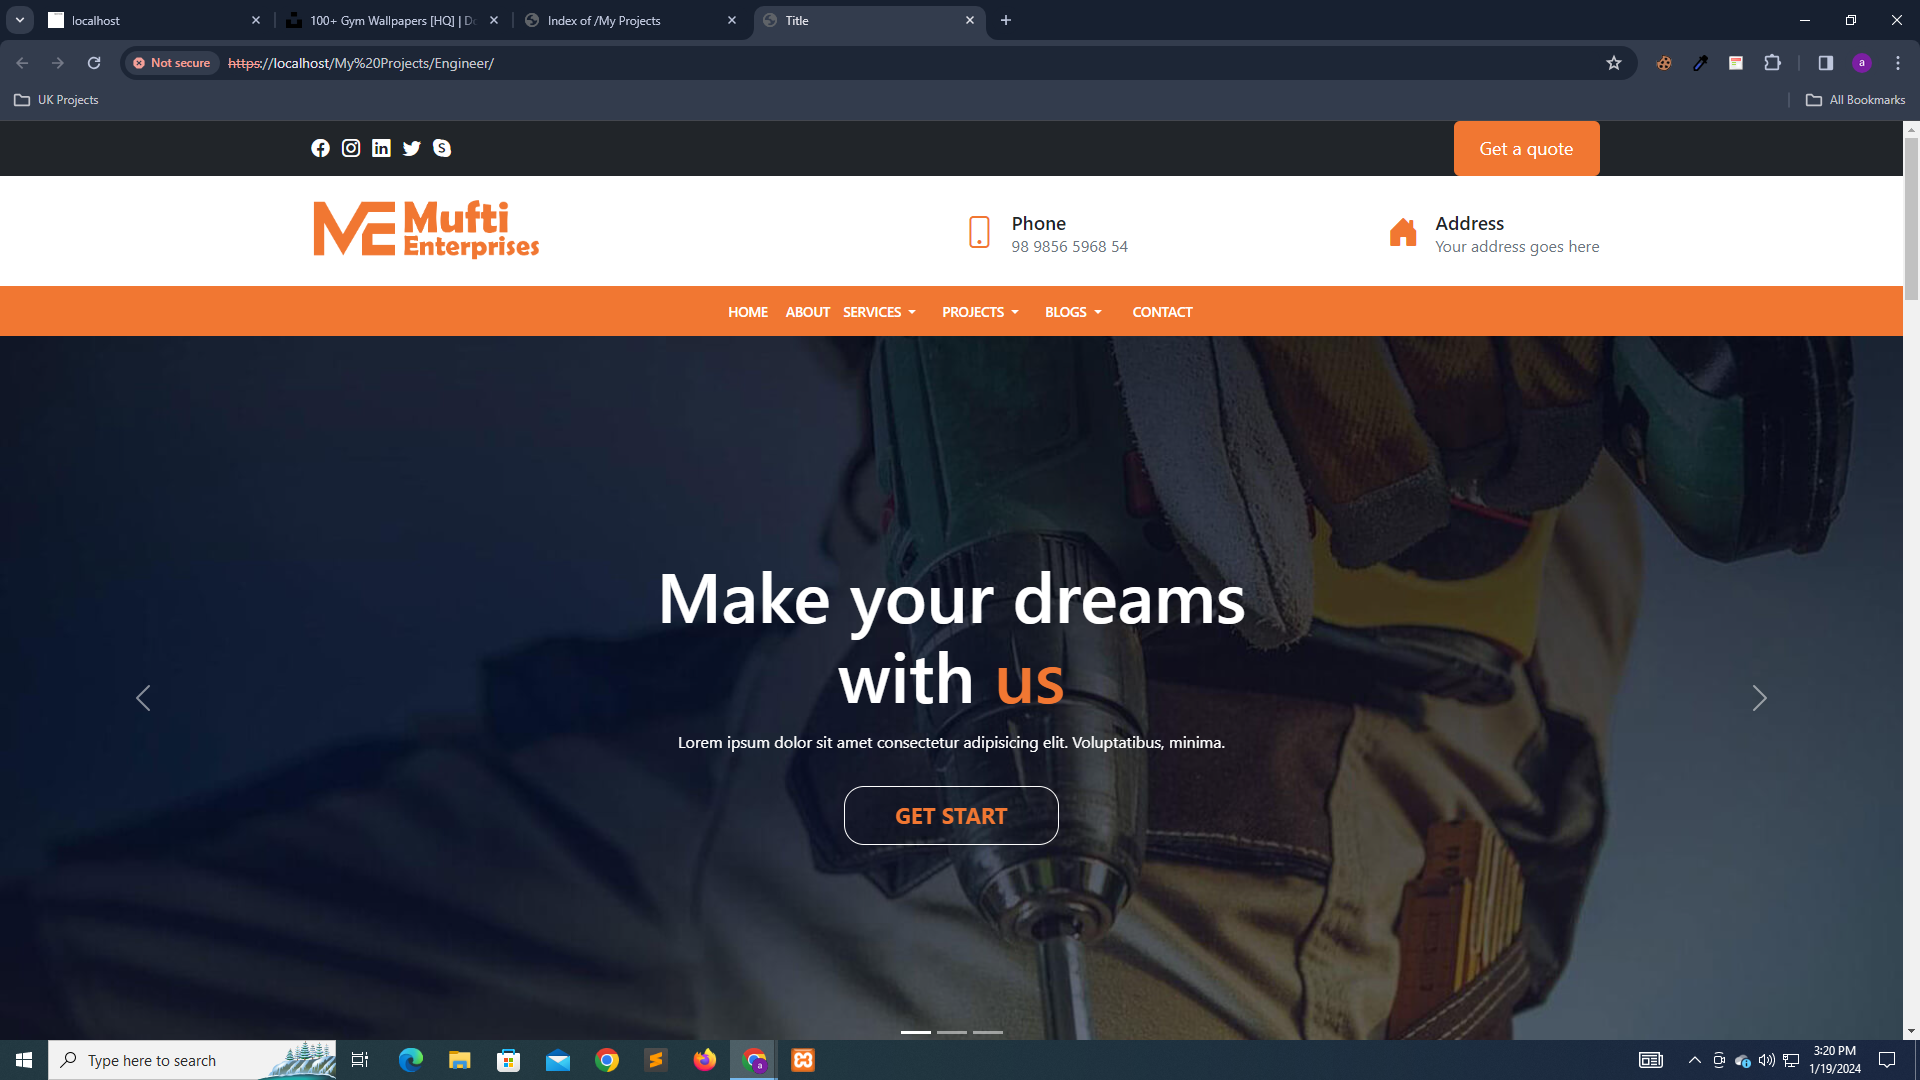 localhost
100+ Gym Wallpapers [HQ] | Do
Index of /My Projects
Title
Not secure
https://localhost/My%20Projects/Engineer/
a
UK Projects
All Bookmarks
Get a quote
ME Mufti
Enterprises
Phone
98 9856 5968 54
Address
Your address goes here
HOME ABOUT SERVICES PROJECTS BLOGS CONTACT
Make your dreams
with us
Lorem ipsum dolor sit amet consectetur adipisicing elit. Voluptatibus, minima.
GET START
Type here to search
a
3:20 PM
1/19/2024